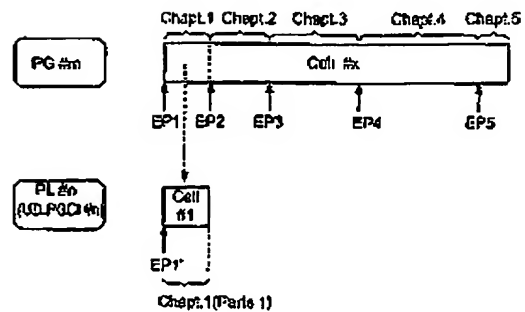 Chapt.1 Chapt.2 Chapt.3 Chapt.4 Chapt.5
PG #m
Cell #x
EP1 EP2 EP3 EP4 EP5
PL #n
(UD_PGCI #n)
Cell
#1
EP1'
Chapt.1(Parts 1)